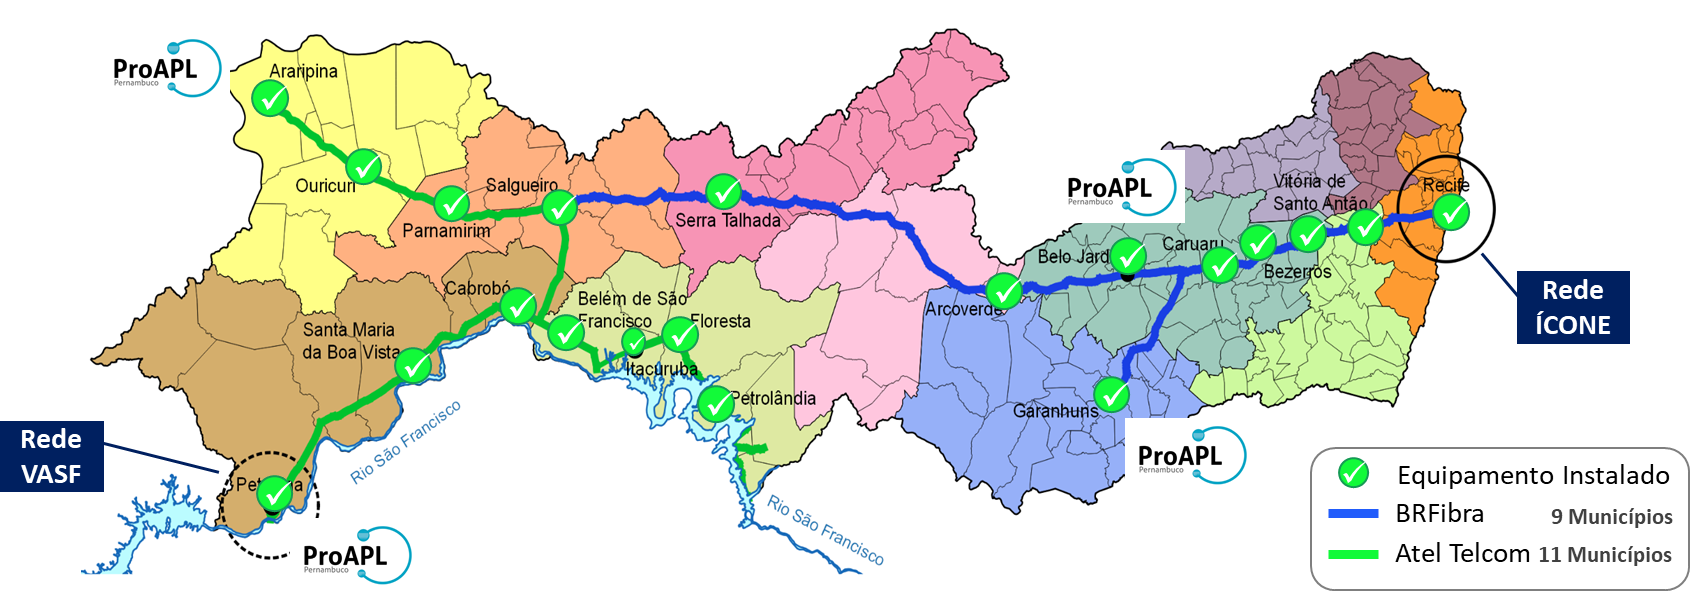 ProAPL
Pernambuco
Araripina
Ouricuri
Parnamirim
Salgueiro
Serra Talhada
ProAPL
Pernambuco
Vitória de
Santo Antão
Recife
Belo Jard
Caruaru
Bezerros
Arcoverde
Garanhuns
ProAPL
Pernambuco
Cabrobó
Belém de São
Francisco
Floresta
Itacuruba
Petrolândia
Santa Maria
da Boa Vista
Rio São Francisco
Rio São Francisco
Rede
VASF
Pet
na
ProAPL
Pernambuco
Rede
ÍCONE
Equipamento Instalado
BRFibra 9 Municípios
Atel Telcom 11 Municípios